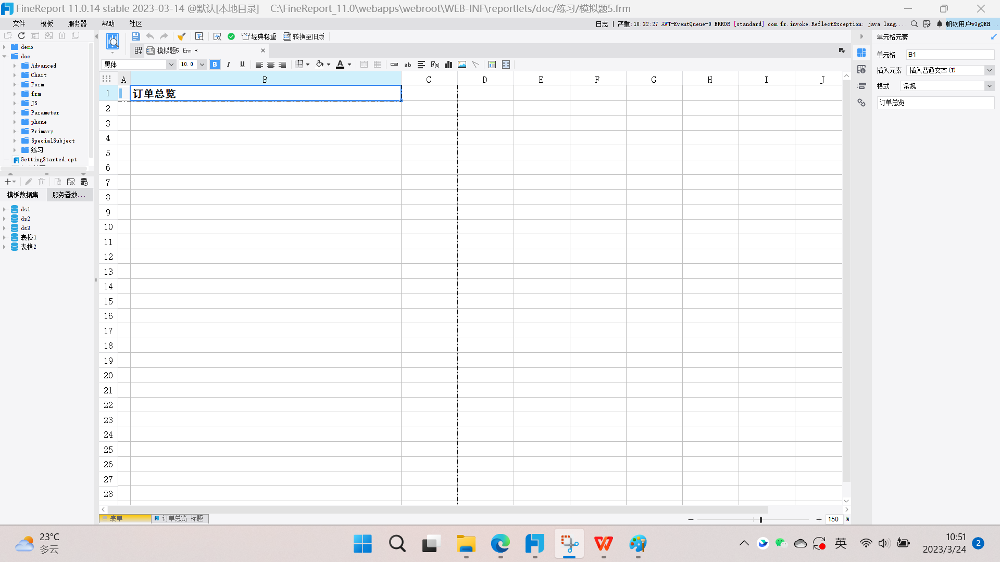 FineReport 11.0.14 stable 2023-03-14 @默认[本地目录] C:\FineReport_11.0\webapps\webroot\WEB-INF\reportlets/doc/练习/模拟题5.frm
文件 模板 服务器 帮助 社区 日志 | 严重:10:32:27 AWT-EventQueue-0 ERROR [standard] com.fr.invoke.ReflectException: java.lang.... 帆软用户w3gQEH...
经典稳重 转换至旧版
模拟题5.frm *
黑体 10.0 B I U A ab F(x)
demo
doc
Advanced
Chart
Form
frm
JS
Parameter
phone
Primary
SpecialSubject
练习
GettingStarted.cpt
模板数据集 服务器数...
ds1
ds2
ds3
表格1
表格2
A B C D E F G H I J
1 订单总览
2
3
4
5
6
7
8
9
10
11
12
13
14
15
16
17
18
19
20
21
22
23
24
25
26
27
28
表单 订单总览-标题
150 %
单元格元素
单元格 B1
插入元素 插入普通文本(T)
格式 常规
订单总览
23°C
多云
英
10:51
2023/3/24
2